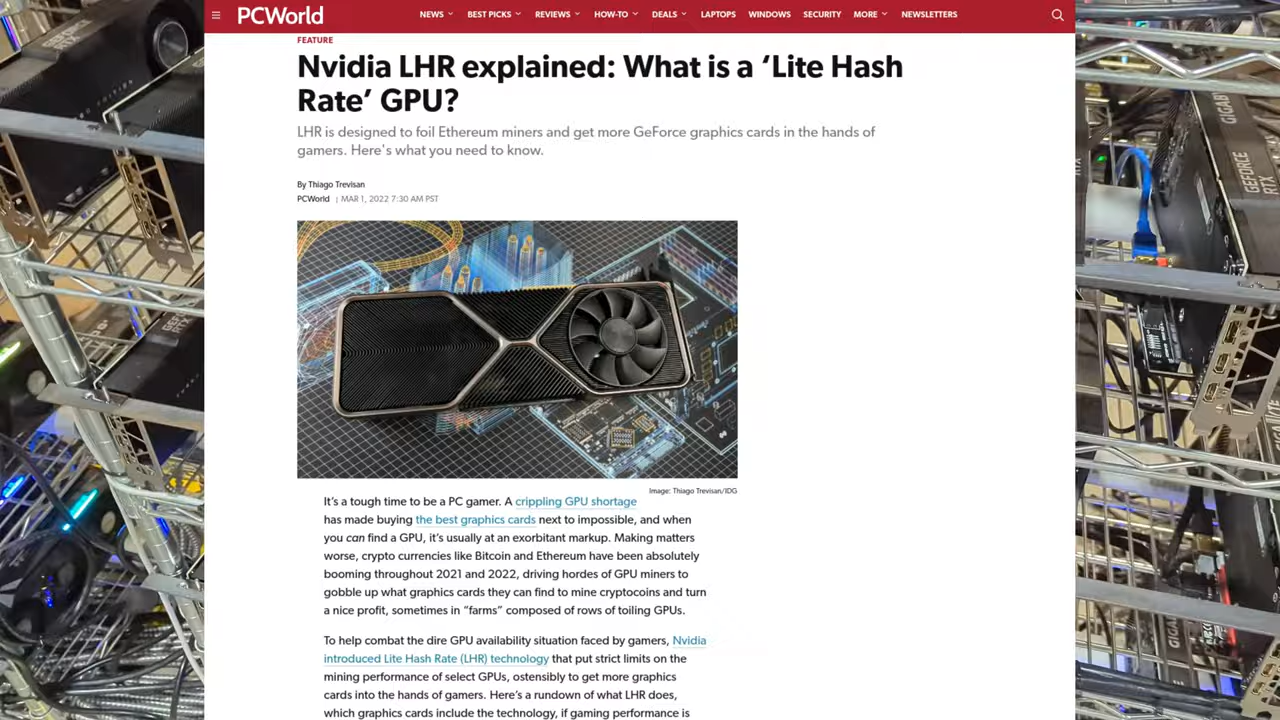 PCWorld
NEWS BEST PICKS REVIEWS HOW-TO DEALS LAPTOPS WINDOWS SECURITY MORE NEWSLETTERS
FEATURE
Nvidia LHR explained: What is a ‘Lite Hash
Rate’ GPU?
LHR is designed to foil Ethereum miners and get more GeForce graphics cards in the hands of
gamers. Here's what you need to know.
By Thiago Trevisan
PCWorld | MAR 1, 2022 7:30 AM PST
Image: Thiago Trevisan/IDG
It’s a tough time to be a PC gamer. A crippling GPU shortage
has made buying the best graphics cards next to impossible, and when
you can find a GPU, it’s usually at an exorbitant markup. Making matters
worse, crypto currencies like Bitcoin and Ethereum have been absolutely
booming throughout 2021 and 2022, driving hordes of GPU miners to
gobble up what graphics cards they can find to mine cryptocoins and turn
a nice profit, sometimes in “farms” composed of rows of toiling GPUs.
To help combat the dire GPU availability situation faced by gamers, Nvidia
introduced Lite Hash Rate (LHR) technology that put strict limits on the
mining performance of select GPUs, ostensibly to get more graphics
cards into the hands of gamers. Here’s a rundown of what LHR does,
which graphics cards include the technology, if gaming performance is
GEFORCE
RTX